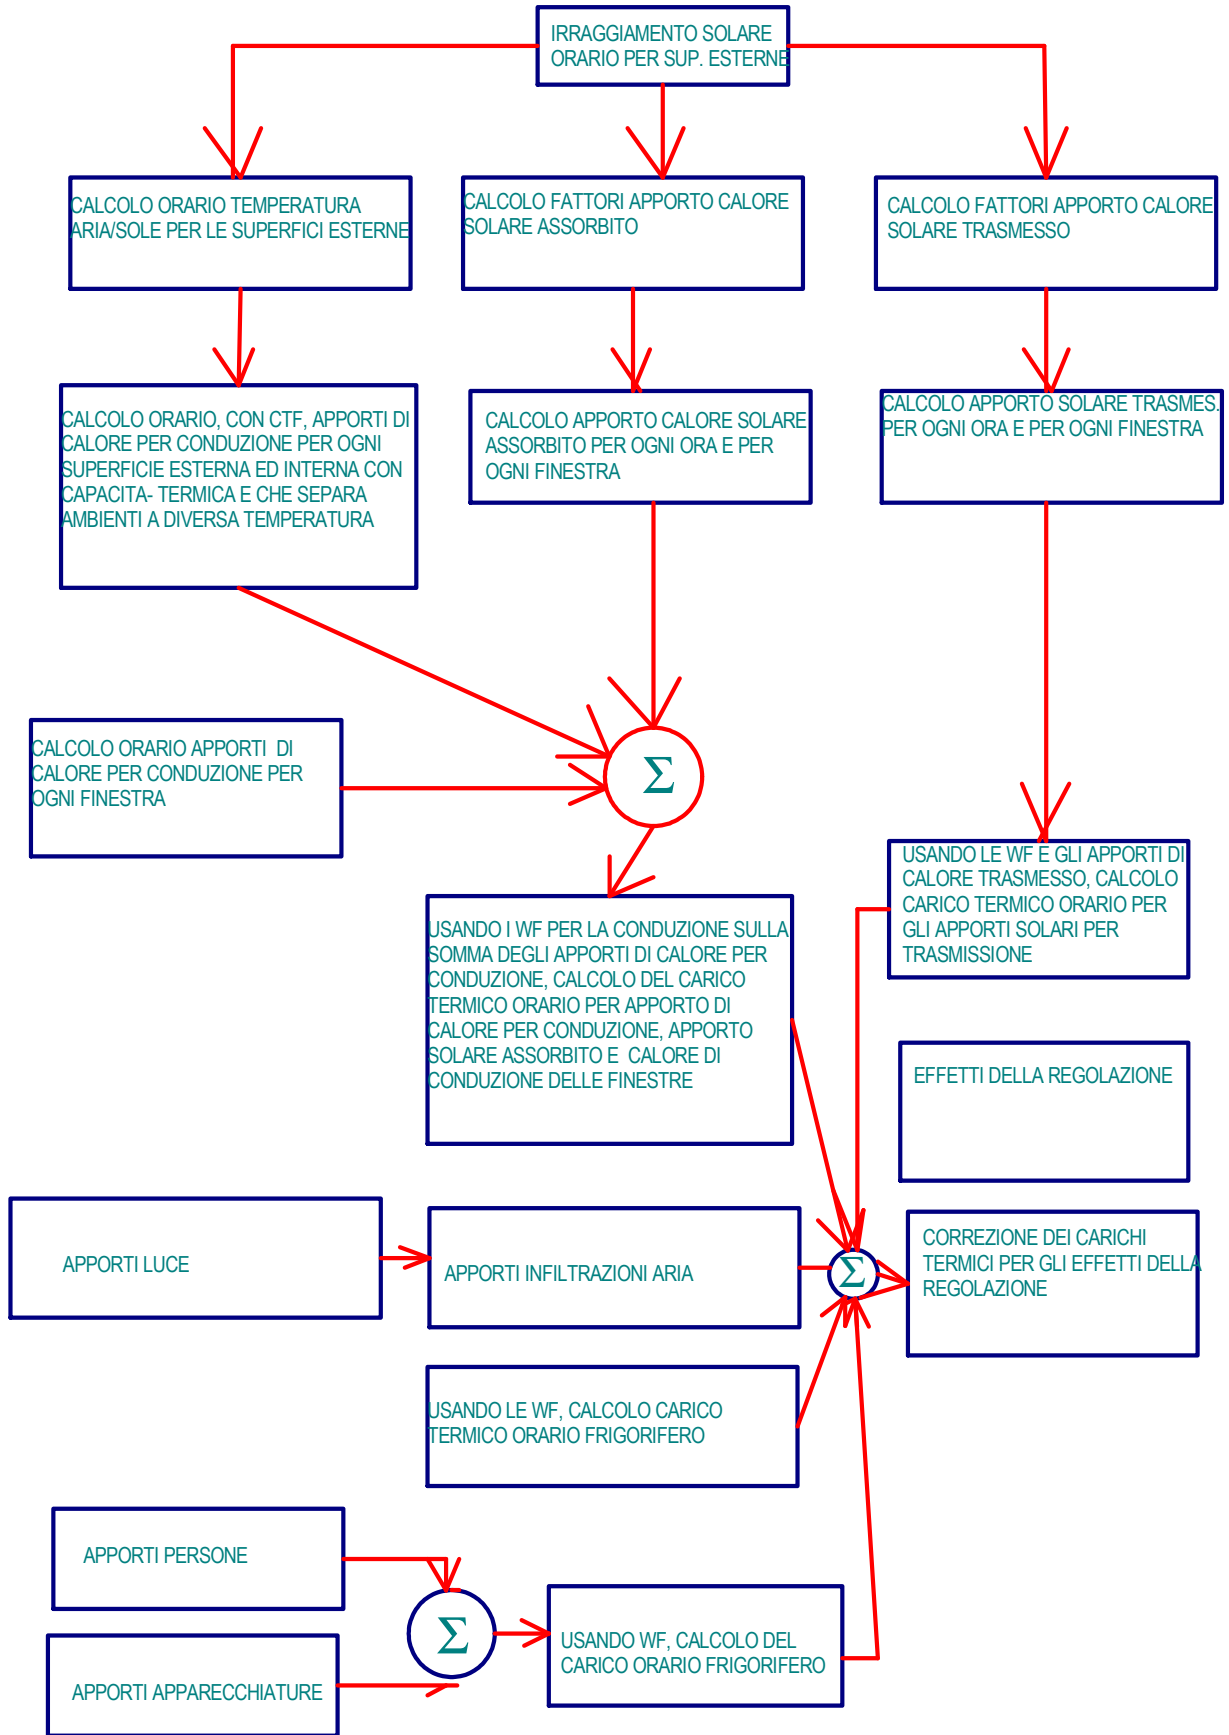 IRRAGGIAMENTO SOLARE
ORARIO PER SUP. ESTERNE
CALCOLO ORARIO TEMPERATURA
ARIA/SOLE PER LE SUPERFICI ESTERNE
CALCOLO FATTORI APPORTO CALORE
SOLARE ASSORBITO
CALCOLO FATTORI APPORTO CALORE
SOLARE TRASMESSO
CALCOLO ORARIO, CON CTF, APPORTI DI
CALORE PER CONDUZIONE PER OGNI
SUPERFICIE ESTERNA ED INTERNA CON
CAPACITA- TERMICA E CHE SEPARA
AMBIENTI A DIVERSA TEMPERATURA
CALCOLO APPORTO CALORE SOLARE
ASSORBITO PER OGNI ORA E PER
OGNI FINESTRA
CALCOLO APPORTO SOLARE TRASMES.
PER OGNI ORA E PER OGNI FINESTRA
CALCOLO ORARIO APPORTI DI
CALORE PER CONDUZIONE PER
OGNI FINESTRA
Σ
USANDO LE WF E GLI APPORTI DI
CALORE TRASMESSO, CALCOLO
CARICO TERMICO ORARIO PER
GLI APPORTI SOLARI PER
TRASMISSIONE
USANDO I WF PER LA CONDUZIONE SULLA
SOMMA DEGLI APPORTI DI CALORE PER
CONDUZIONE, CALCOLO DEL CARICO
TERMICO ORARIO PER APPORTO DI
CALORE PER CONDUZIONE, APPORTO
SOLARE ASSORBITO E CALORE DI
CONDUZIONE DELLE FINESTRE
EFFETTI DELLA REGOLAZIONE
APPORTI LUCE
APPORTI INFILTRAZIONI ARIA
Σ
CORREZIONE DEI CARICHI
TERMICI PER GLI EFFETTI DELLA
REGOLAZIONE
USANDO LE WF, CALCOLO CARICO
TERMICO ORARIO FRIGORIFERO
APPORTI PERSONE
Σ
USANDO WF, CALCOLO DEL
CARICO ORARIO FRIGORIFERO
APPORTI APPARECCHIATURE